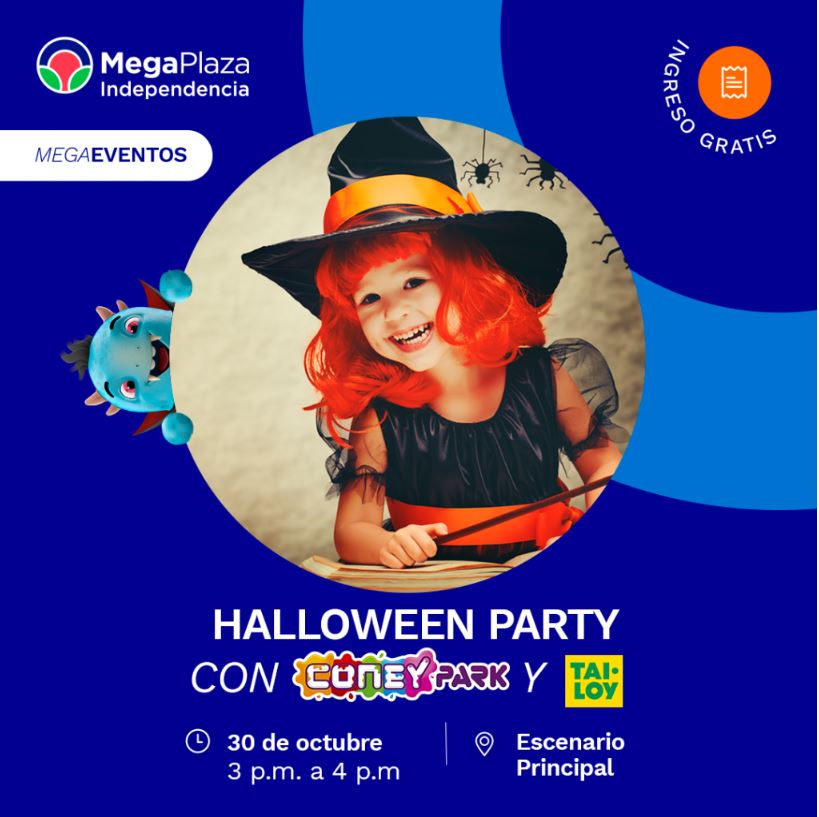 MegaPlaza
Independencia
INGRESO GRATIS
MEGAEVENTOS
HALLOWEEN PARTY
CON CONEY PARK Y TAI·LOY
30 de octubre
3 p.m. a 4 p.m
Escenario
Principal